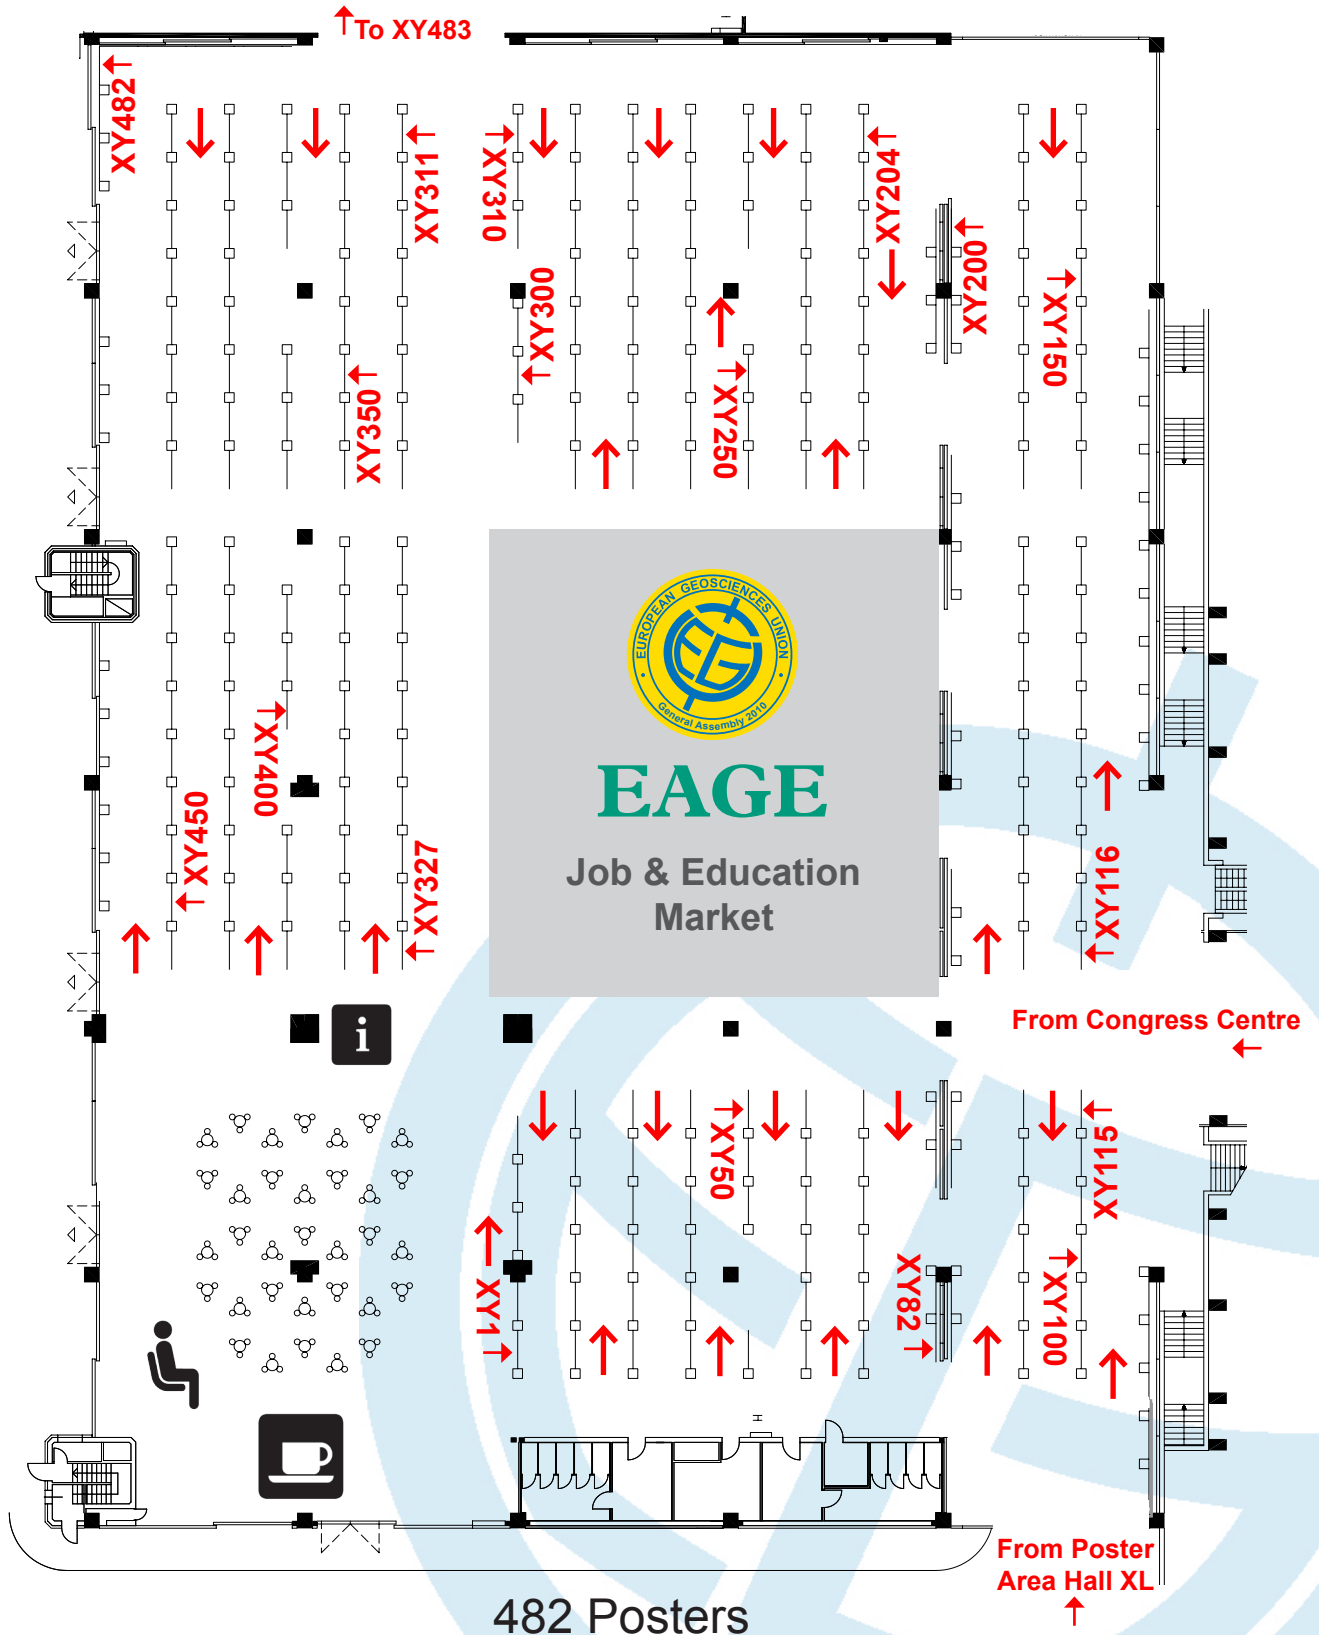 To XY483
XY482
XY311
XY310
XY204
XY200
XY300
XY150
XY350
XY250
EUROPEAN GEOSCIENCES UNION
EGU
General Assembly 2010
EAGE
Job & Education
Market
XY400
XY450
XY327
XY116
From Congress Centre
i
XY50
XY115
XY1
XY82
XY100
From Poster
Area Hall XL
482 Posters